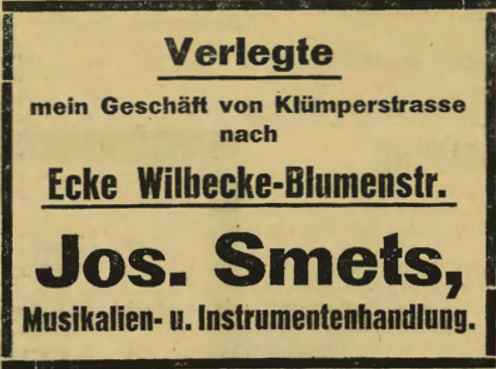 Verlegte
mein Geschäft von Klümperstrasse
nach
Ecke Wilbecke-Blumenstr.
Jos. Smets,
Musikalien- u. Instrumentenhandlung.